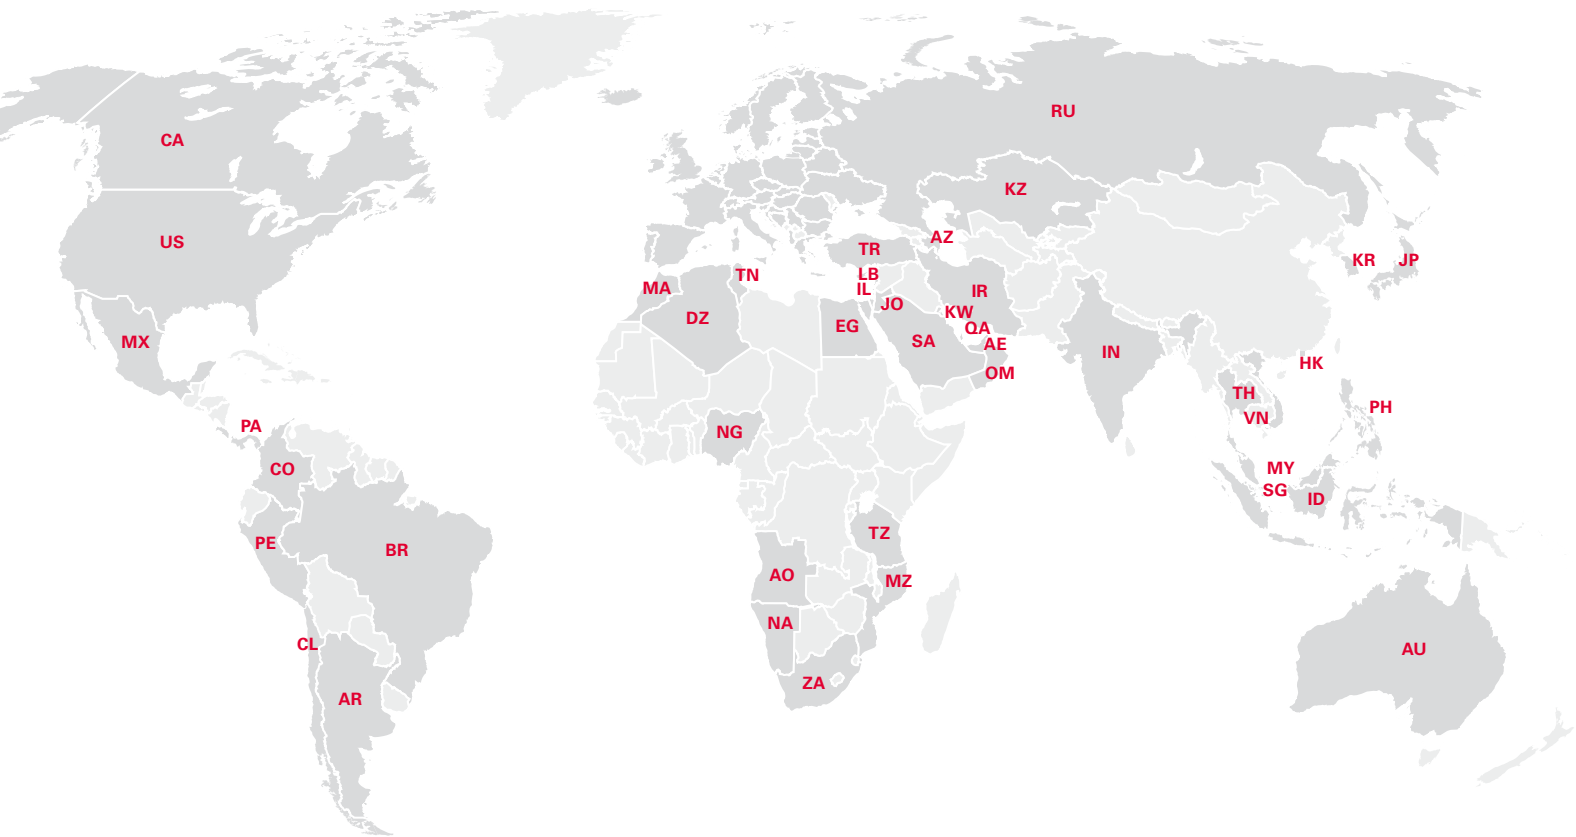 RU
CA
KZ
AZ
US
TR
KR
JP
LB
TN
IL
MA
IR
JO
KW
DZ
EG
QA
SA
MX
AE
IN
HK
OM
TH
PH
VN
PA
NG
CO
MY
SG
ID
TZ
PE
BR
AO
MZ
NA
CL
AU
ZA
AR